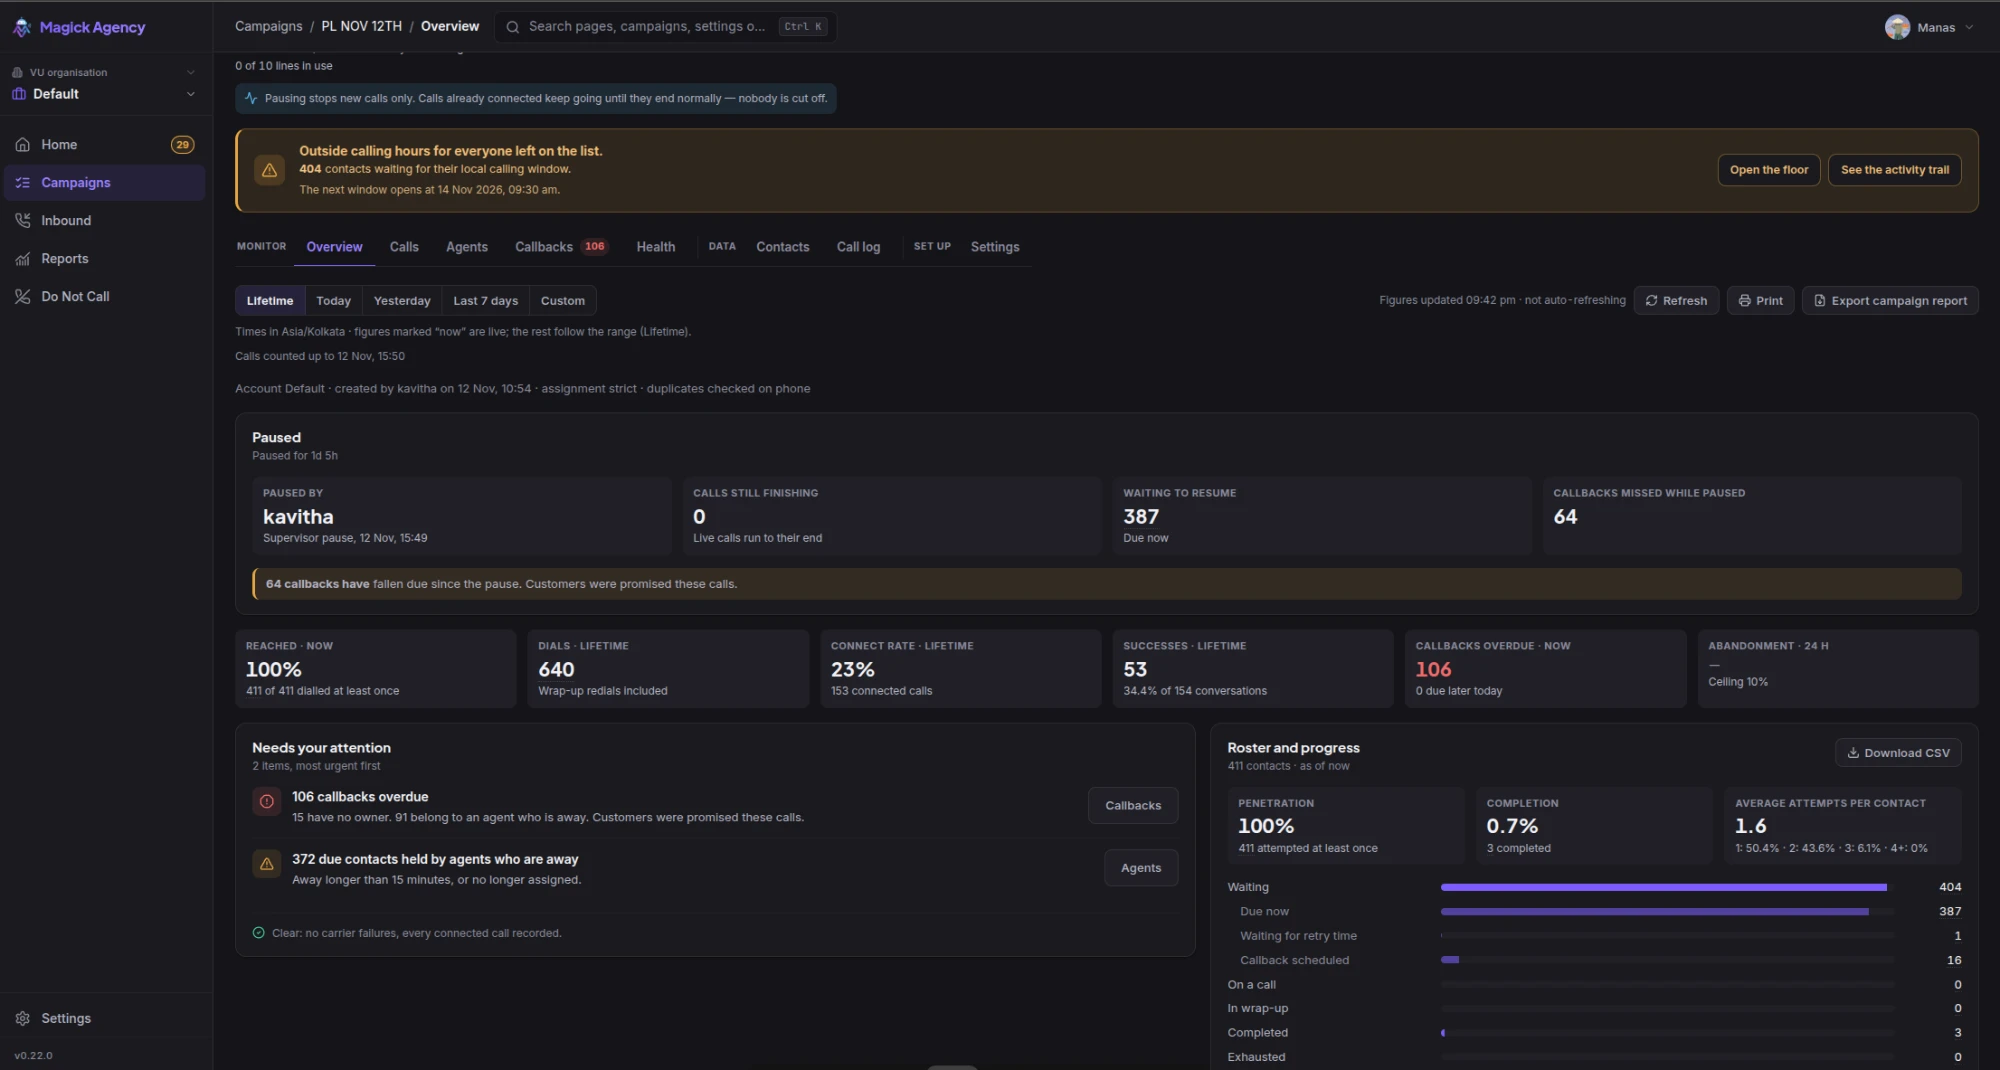 Magick Agency
Campaigns / PL NOV 12TH / Overview
Search pages, campaigns, settings o... Ctrl K
Manas
VU organisation
Default
Home 29
Campaigns
Inbound
Reports
Do Not Call
Settings
v0.22.0
0 of 10 lines in use
Pausing stops new calls only. Calls already connected keep going until they end normally — nobody is cut off.
Outside calling hours for everyone left on the list.
404 contacts waiting for their local calling window.
The next window opens at 14 Nov 2026, 09:30 am.
Open the floor
See the activity trail
MONITOR Overview Calls Agents Callbacks 106 Health DATA Contacts Call log SET UP Settings
Lifetime Today Yesterday Last 7 days Custom
Figures updated 09:42 pm · not auto-refreshing Refresh Print Export campaign report
Times in Asia/Kolkata · figures marked “now” are live; the rest follow the range (Lifetime).
Calls counted up to 12 Nov, 15:50
Account Default · created by kavitha on 12 Nov, 10:54 · assignment strict · duplicates checked on phone
Paused
Paused for 1d 5h
PAUSED BY
kavitha
Supervisor pause, 12 Nov, 15:49
CALLS STILL FINISHING
0
Live calls run to their end
WAITING TO RESUME
387
Due now
CALLBACKS MISSED WHILE PAUSED
64
64 callbacks have fallen due since the pause. Customers were promised these calls.
REACHED · NOW
100%
411 of 411 dialled at least once
DIALS · LIFETIME
640
Wrap-up redials included
CONNECT RATE · LIFETIME
23%
153 connected calls
SUCCESSES · LIFETIME
53
34.4% of 154 conversations
CALLBACKS OVERDUE · NOW
106
0 due later today
ABANDONMENT · 24 H
—
Ceiling 10%
Needs your attention
2 items, most urgent first
106 callbacks overdue
15 have no owner. 91 belong to an agent who is away. Customers were promised these calls.
Callbacks
372 due contacts held by agents who are away
Away longer than 15 minutes, or no longer assigned.
Agents
Clear: no carrier failures, every connected call recorded.
Roster and progress
411 contacts · as of now
Download CSV
PENETRATION
100%
411 attempted at least once
COMPLETION
0.7%
3 completed
AVERAGE ATTEMPTS PER CONTACT
1.6
1: 50.4% · 2: 43.6% · 3: 6.1% · 4+: 0%
Waiting 404
Due now 387
Waiting for retry time 1
Callback scheduled 16
On a call 0
In wrap-up 0
Completed 3
Exhausted 0